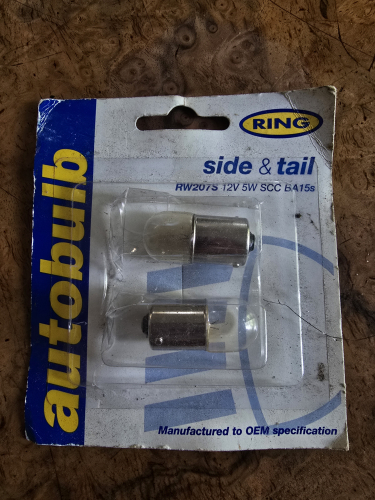 RING
side & tail
RW207S 12V 5W SCC BA15s
autobulb
Manufactured to OEM specification